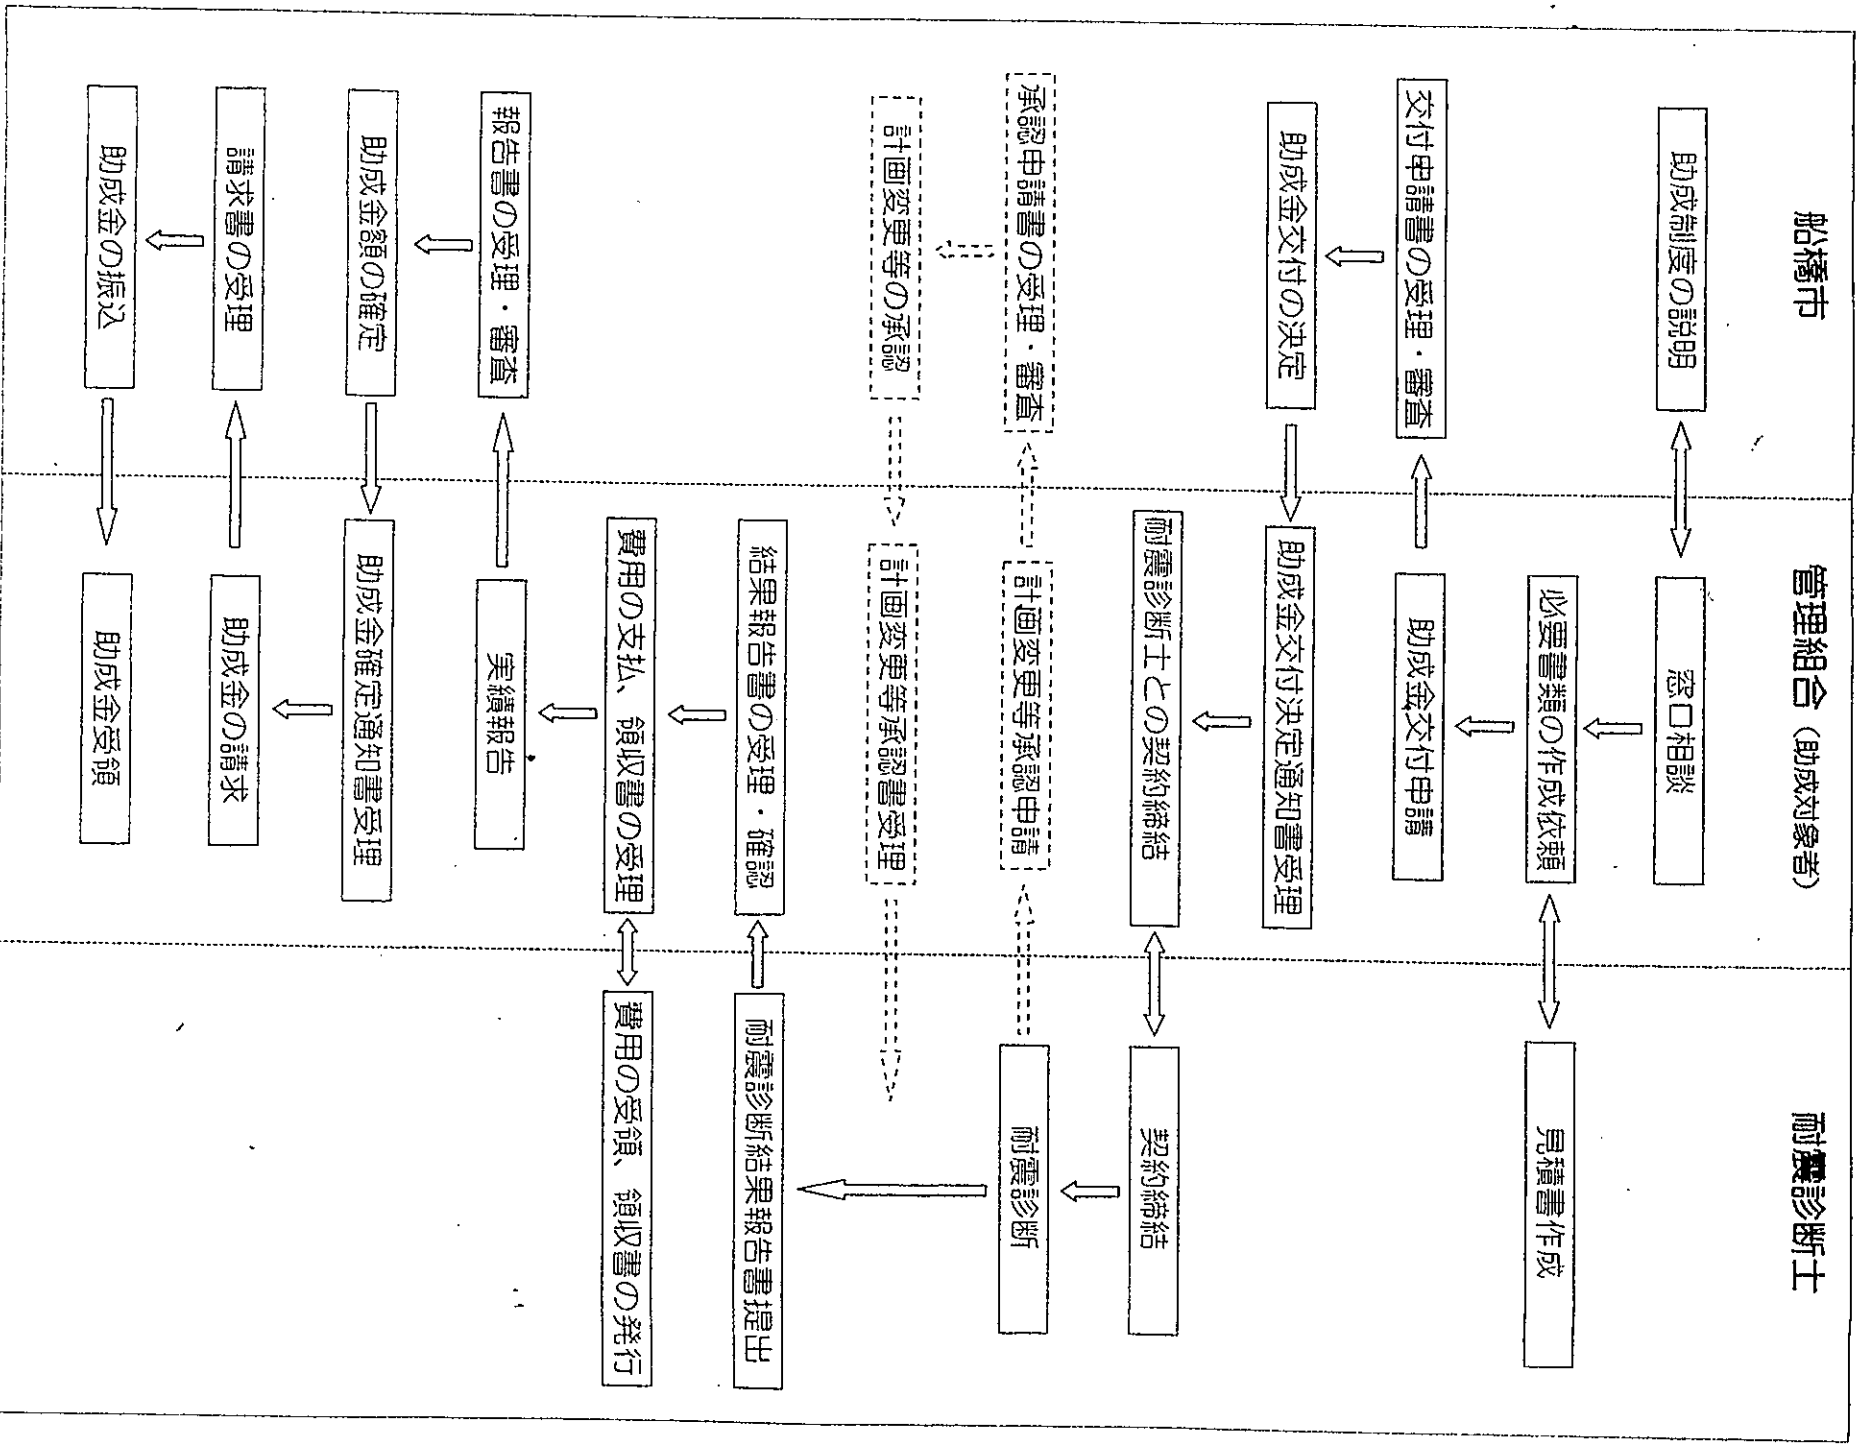 船橋市
管理組合（助成対象者）
耐震診断士
助成制度の説明
窓口相談
必要書類の作成依頼
見積書作成
交付申請書の受理・審査
助成金交付申請
助成金交付の決定
助成金交付決定通知書受理
耐震診断士との契約締結
契約締結
承認申請書の受理・審査
計画変更等承認申請
耐震診断
計画変更等の承認
計画変更等承認書受理
結果報告書の受理・確認
耐震診断結果報告書提出
費用の支払、領収書の受理
費用の受領、領収書の発行
報告書の受理・審査
実績報告
助成金額の確定
助成金確定通知書受理
請求書の受理
助成金の請求
助成金の振込
助成金受領